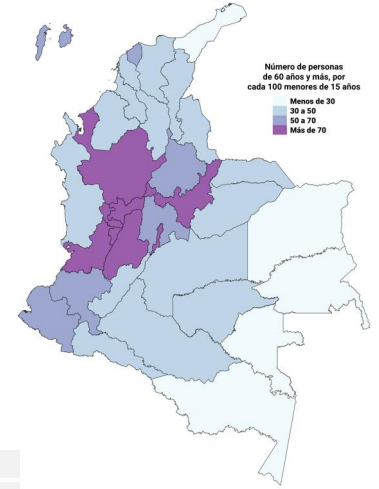 Número de personas
de 60 años y más, por
cada 100 menores de 15 años
Menos de 30
30 a 50
50 a 70
Más de 70